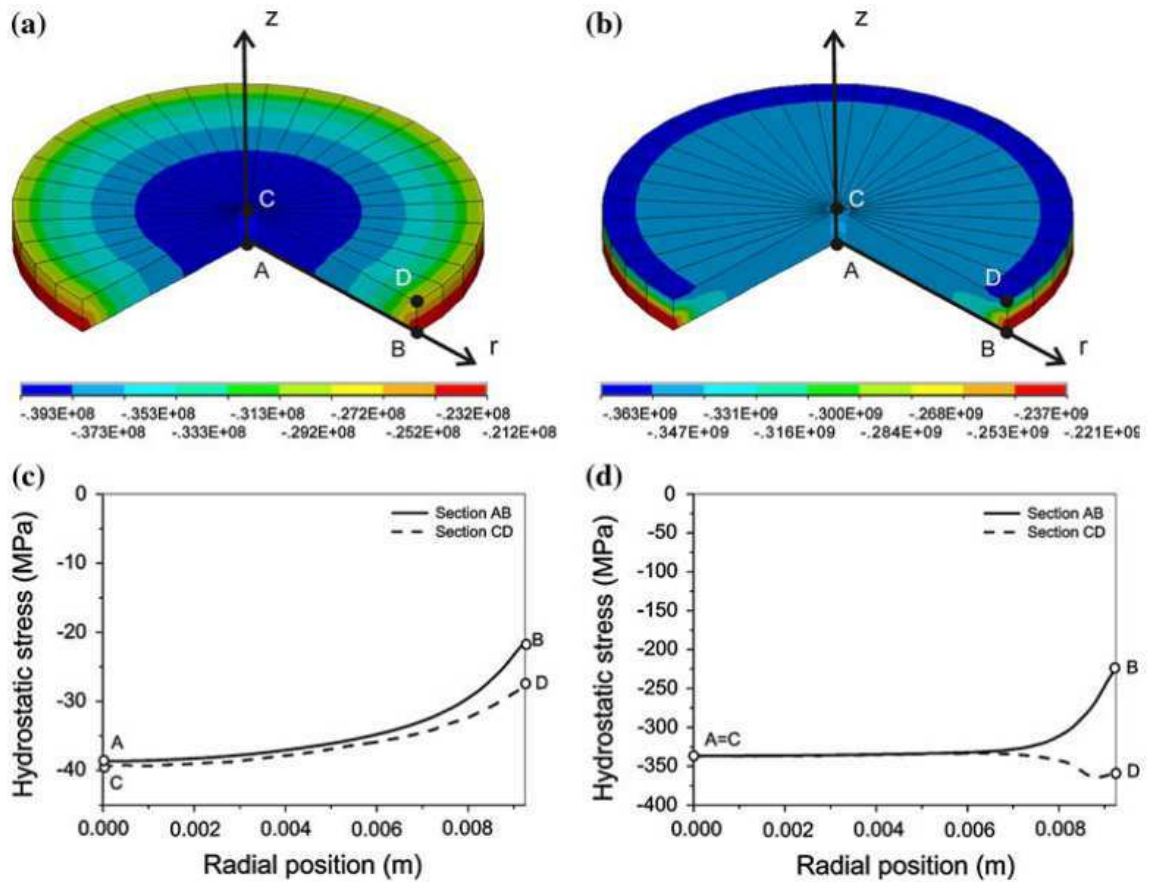 (a)
z
C
A
D
B
r
-.393E+08 -.353E+08 -.313E+08 -.272E+08 -.232E+08
-.373E+08 -.333E+08 -.292E+08 -.252E+08 -.212E+08
(b)
z
C
A
D
B
r
-.363E+09 -.331E+09 -.300E+09 -.268E+09 -.237E+09
-.347E+09 -.316E+09 -.284E+09 -.253E+09 -.221E+09
(c)
Hydrostatic stress (MPa)
0
-10
-20
-30
-40
Section AB
Section CD
A
C
B
D
0.000 0.002 0.004 0.006 0.008
Radial position (m)
(d)
Hydrostatic stress (MPa)
0
-50
-100
-150
-200
-250
-300
-350
-400
Section AB
Section CD
A=C
B
D
0.000 0.002 0.004 0.006 0.008
Radial position (m)